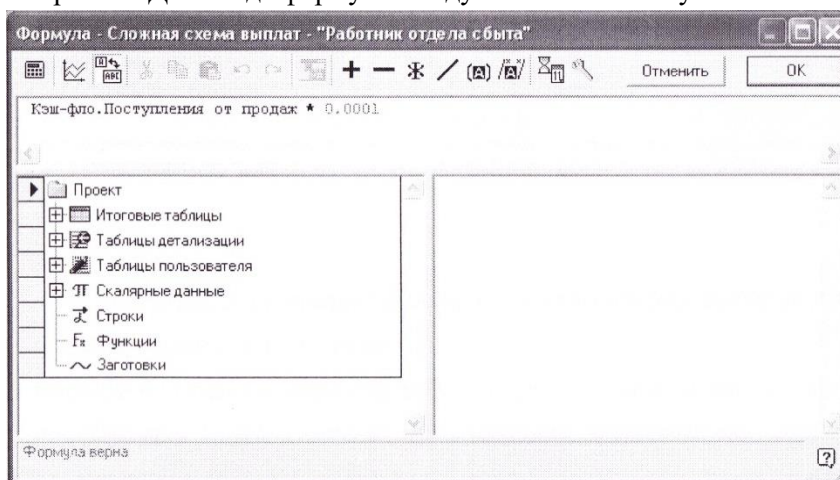 Формула - Сложная схема выплат - "Работник отдела сбыта"
Отменить
OK
Кэш-фло.Поступления от продаж * 0.0001
Проект
Итоговые таблицы
Таблицы детализации
Таблицы пользователя
Скалярные данные
Строки
Fx Функции
Заготовки
Формула верна